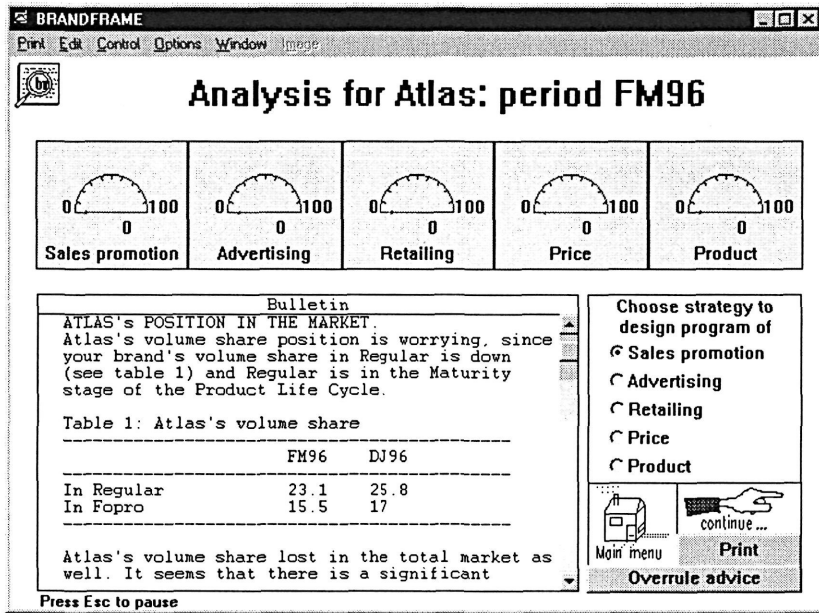 BRANDFRAME
Print Edit Control Options Window Image
br
Analysis for Atlas: period FM96
0 100 0 100 0 100 0 100 0 100
0 0 0 0 0
Sales promotion Advertising Retailing Price Product
Bulletin
ATLAS's POSITION IN THE MARKET.
Atlas's volume share position is worrying, since
your brand's volume share in Regular is down
(see table 1) and Regular is in the Maturity
stage of the Product Life Cycle.
Table 1: Atlas's volume share
FM96 DJ96
In Regular 23.1 25.8
In Fopro 15.5 17
Atlas's volume share lost in the total market as
well. It seems that there is a significant
Choose strategy to
design program of
Sales promotion
Advertising
Retailing
Price
Product
continue ...
Main menu
Print
Overrule advice
Press Esc to pause